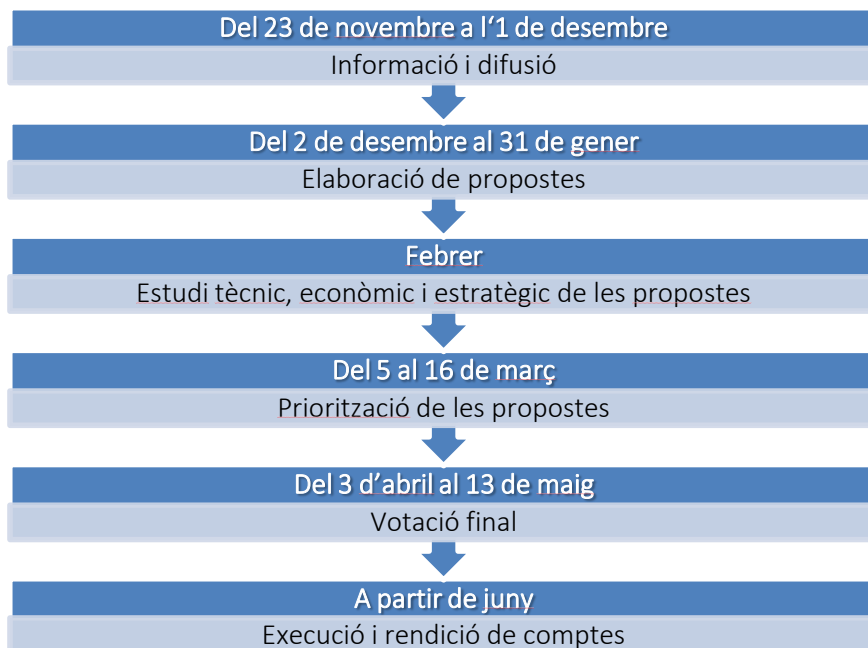 Del 23 de novembre a l‘1 de desembre
Informació i difusió
Del 2 de desembre al 31 de gener
Elaboració de propostes
Febrer
Estudi tècnic, econòmic i estratègic de les propostes
Del 5 al 16 de març
Priorització de les propostes
Del 3 d’abril al 13 de maig
Votació final
A partir de juny
Execució i rendició de comptes